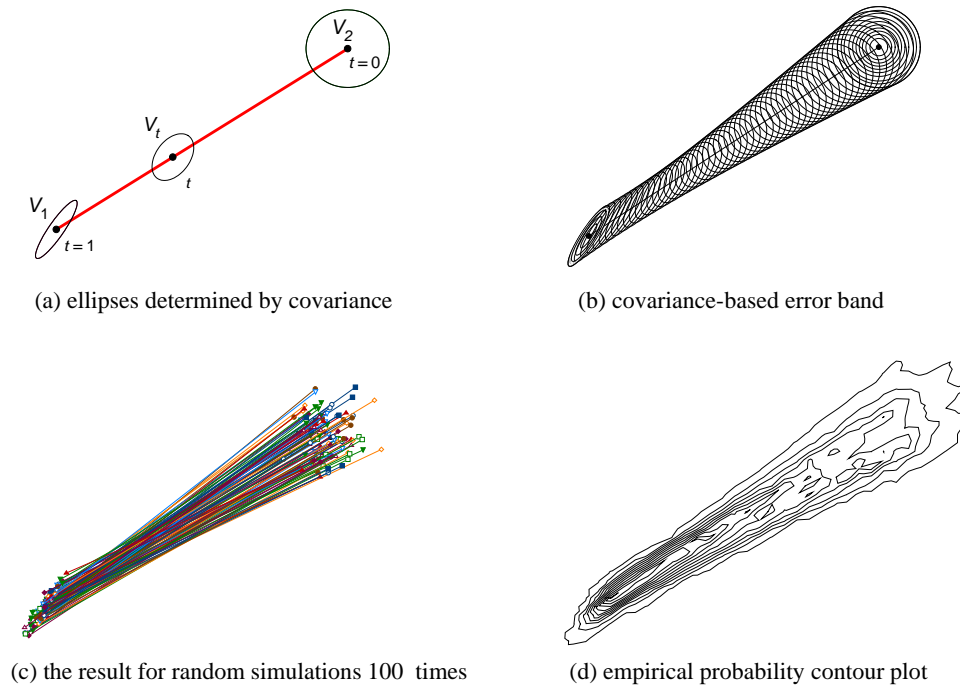 V2
t=0
Vt
t
V1
t=1
(a) ellipses determined by covariance
(b) covariance-based error band
(c) the result for random simulations 100 times
(d) empirical probability contour plot